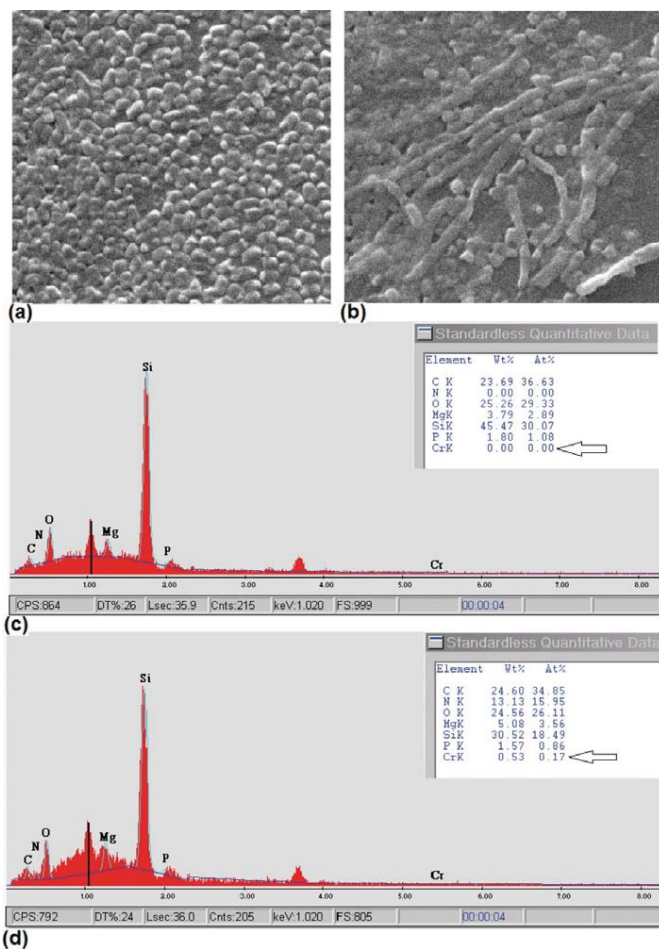 (a)
(b)
Standardless Quantitative Data
Element Wt% At%
C K 23.69 36.63
N K 0.00 0.00
O K 25.26 29.33
MgK 3.79 2.89
SiK 45.47 30.07
P K 1.80 1.08
CrK 0.00 0.00
Si
C N O Mg P Cr
1.00 2.00 3.00 4.00 5.00 6.00 7.00 8.00
CPS:864 DT%:26 Lsec:35.9 Cnts:215 keV:1.020 FS:999 00:00:04
(c)
Standardless Quantitative Data
Element Wt% At%
C K 24.60 34.85
N K 13.13 15.95
O K 24.56 26.11
MgK 5.08 3.56
SiK 30.52 18.49
P K 1.57 0.86
CrK 0.53 0.17
Si
C N O Mg P Cr
1.00 2.00 3.00 4.00 5.00 6.00 7.00 8.00
CPS:792 DT%:24 Lsec:36.0 Cnts:205 keV:1.020 FS:805 00:00:04
(d)